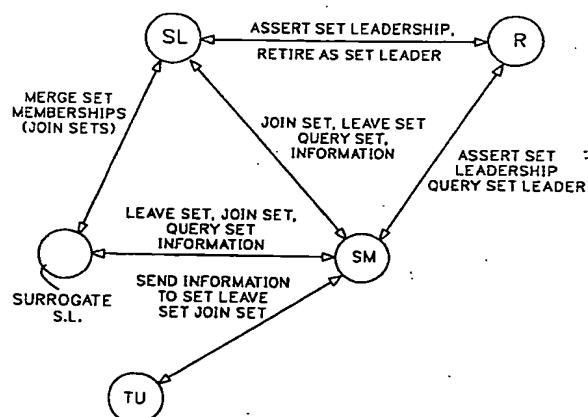 SL
ASSERT SET LEADERSHIP,
RETIRE AS SET LEADER
R
MERGE SET
MEMBERSHIPS
(JOIN SETS)
JOIN SET, LEAVE SET
QUERY SET,
INFORMATION
ASSERT SET
LEADERSHIP
QUERY SET LEADER
LEAVE SET, JOIN SET,
QUERY SET
INFORMATION
SM
SURROGATE
S.L.
SEND INFORMATION
TO SET LEAVE
SET JOIN SET
TU